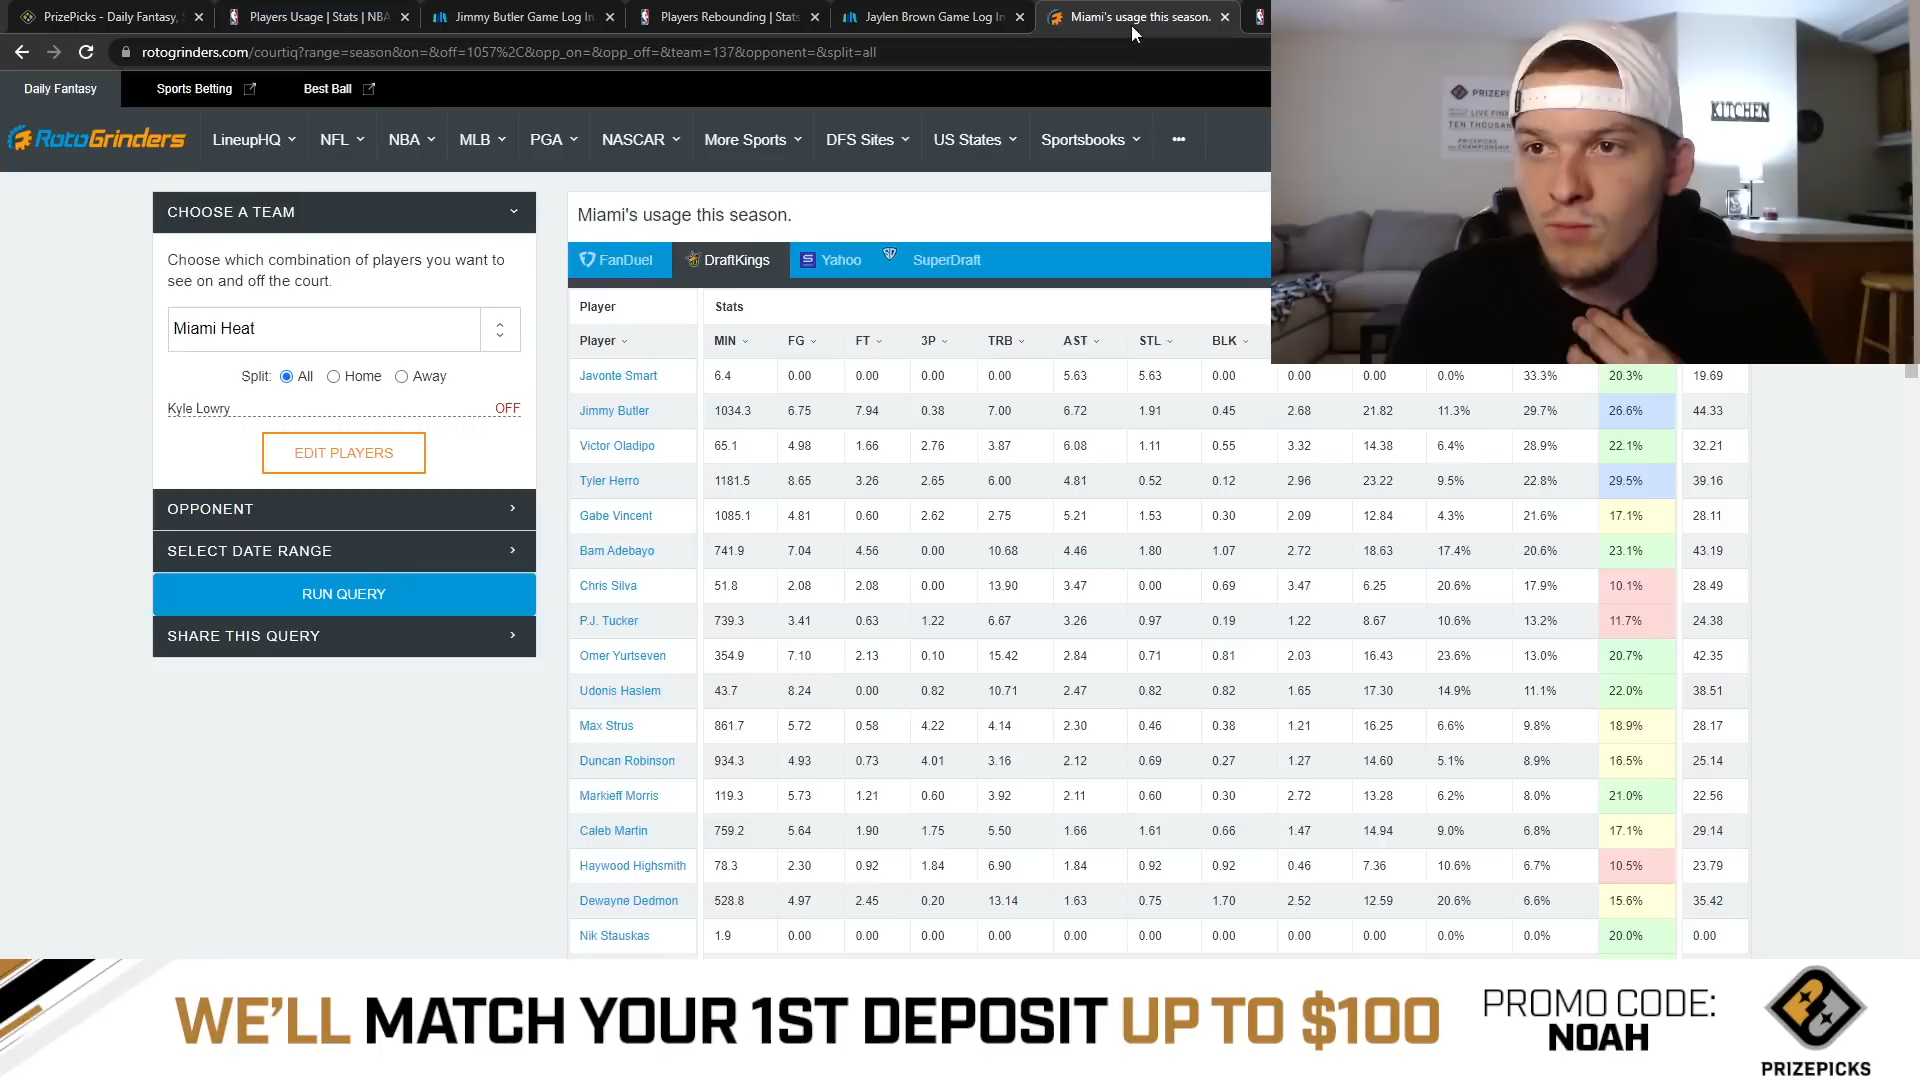 PrizePicks - Daily Fantasy,
Players Usage | Stats | NBA
Jimmy Butler Game Log In
Players Rebounding | Stats
Jaylen Brown Game Log In
Miami's usage this season.
rotogrinders.com/courtiq?range=season&on=&off=1057%2C&opp_on=&opp_off=&team=137&opponent=&split=all
Daily Fantasy Sports Betting Best Ball
RotoGrinders LineupHQ NFL NBA MLB PGA NASCAR More Sports DFS Sites US States Sportsbooks
KITCHEN
CHOOSE A TEAM
Choose which combination of players you want to
see on and off the court.
Miami Heat
Split: All Home Away
Kyle Lowry OFF
EDIT PLAYERS
OPPONENT
SELECT DATE RANGE
RUN QUERY
SHARE THIS QUERY
Miami's usage this season.
FanDuel DraftKings Yahoo SuperDraft
Player Stats
Player MIN FG FT 3P TRB AST STL BLK
Javonte Smart 6.4 0.00 0.00 0.00 0.00 5.63 5.63 0.00 0.00 0.00 0.0% 33.3% 20.3% 19.69
Jimmy Butler 1034.3 6.75 7.94 0.38 7.00 6.72 1.91 0.45 2.68 21.82 11.3% 29.7% 26.6% 44.33
Victor Oladipo 65.1 4.98 1.66 2.76 3.87 6.08 1.11 0.55 3.32 14.38 6.4% 28.9% 22.1% 32.21
Tyler Herro 1181.5 8.65 3.26 2.65 6.00 4.81 0.52 0.12 2.96 23.22 9.5% 22.8% 29.5% 39.16
Gabe Vincent 1085.1 4.81 0.60 2.62 2.75 5.21 1.53 0.30 2.09 12.84 4.3% 21.6% 17.1% 28.11
Bam Adebayo 741.9 7.04 4.56 0.00 10.68 4.46 1.80 1.07 2.72 18.63 17.4% 20.6% 23.1% 43.19
Chris Silva 51.8 2.08 2.08 0.00 13.90 3.47 0.00 0.69 3.47 6.25 20.6% 17.9% 10.1% 28.49
P.J. Tucker 739.3 3.41 0.63 1.22 6.67 3.26 0.97 0.19 1.22 8.67 10.6% 13.2% 11.7% 24.38
Omer Yurtseven 354.9 7.10 2.13 0.10 15.42 2.84 0.71 0.81 2.03 16.43 23.6% 13.0% 20.7% 42.35
Udonis Haslem 43.7 8.24 0.00 0.82 10.71 2.47 0.82 0.82 1.65 17.30 14.9% 11.1% 22.0% 38.51
Max Strus 861.7 5.72 0.58 4.22 4.14 2.30 0.46 0.38 1.21 16.25 6.6% 9.8% 18.9% 28.17
Duncan Robinson 934.3 4.93 0.73 4.01 3.16 2.12 0.69 0.27 1.27 14.60 5.1% 8.9% 16.5% 25.14
Markieff Morris 119.3 5.73 1.21 0.60 3.92 2.11 0.60 0.30 2.72 13.28 6.2% 8.0% 21.0% 22.56
Caleb Martin 759.2 5.64 1.90 1.75 5.50 1.66 1.61 0.66 1.47 14.94 9.0% 6.8% 17.1% 29.14
Haywood Highsmith 78.3 2.30 0.92 1.84 6.90 1.84 0.92 0.92 0.46 7.36 10.6% 6.7% 10.5% 23.79
Dewayne Dedmon 528.8 4.97 2.45 0.20 13.14 1.63 0.75 1.70 2.52 12.59 20.6% 6.6% 15.6% 35.42
Nik Stauskas 1.9 0.00 0.00 0.00 0.00 0.00 0.00 0.00 0.00 0.00 0.0% 0.0% 20.0% 0.00
WE'LL MATCH YOUR 1ST DEPOSIT UP TO $100
PROMO CODE:
NOAH
PRIZEPICKS